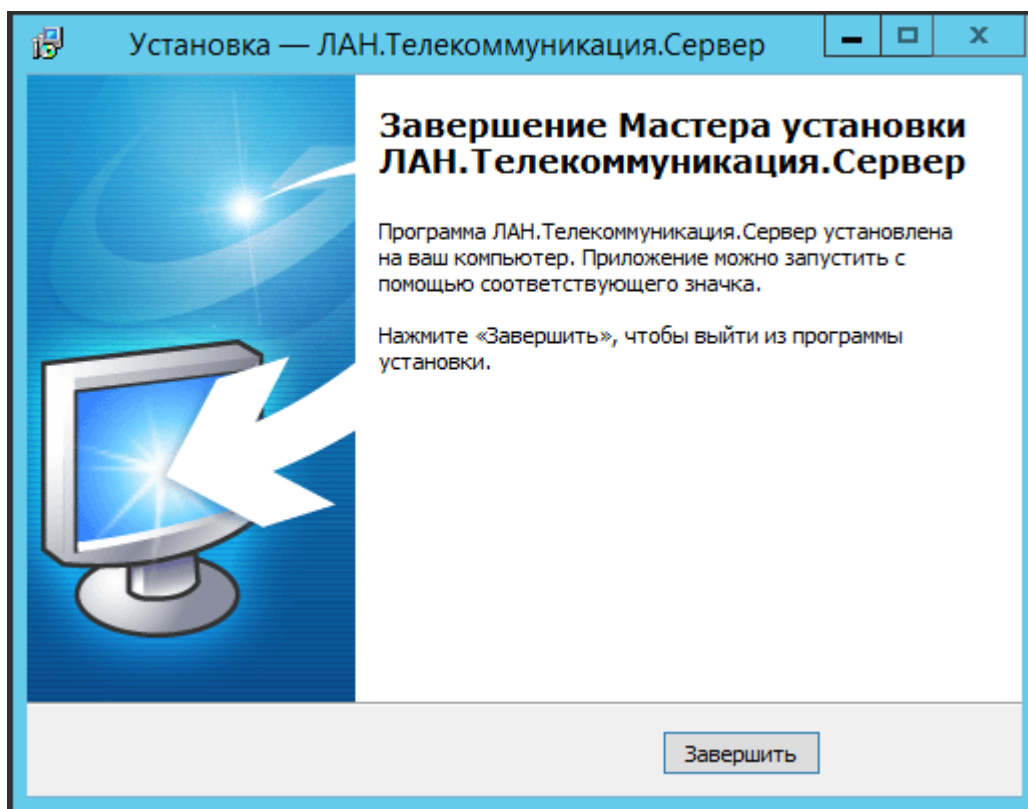 Установка — ЛАН.Телекоммуникация.Сервер
Завершение Мастера установки
ЛАН.Телекоммуникация.Сервер
Программа ЛАН.Телекоммуникация.Сервер установлена
на ваш компьютер. Приложение можно запустить с
помощью соответствующего значка.
Нажмите «Завершить», чтобы выйти из программы
установки.
Завершить